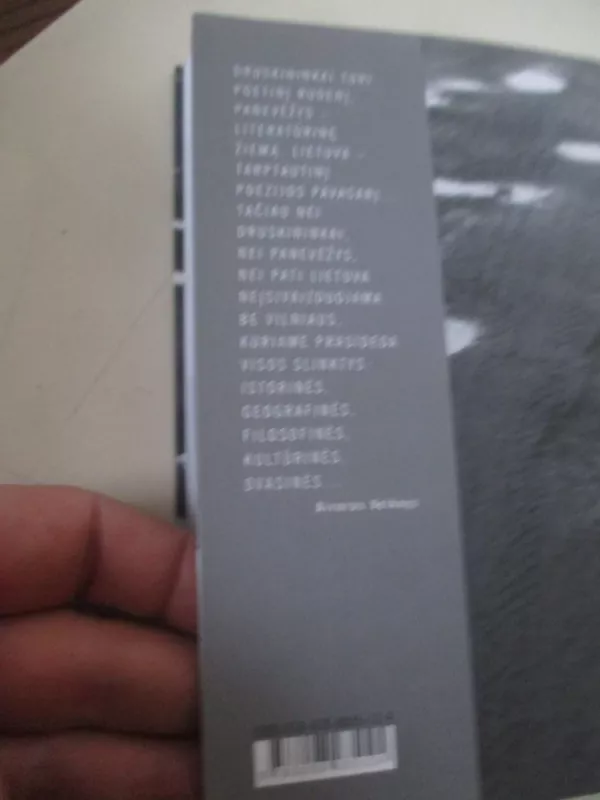 DRUSKININKAI TURI
POETINĮ RUDENĮ,
PANEVĖŽYS –
LITERATŪRINĘ
ŽIEMĄ, LIETUVA –
TARPTAUTINĮ
POEZIJOS PAVASARĮ...
TAČIAU NEI
DRUSKININKAI,
NEI PANEVĖŽYS,
NEI PATI LIETUVA
NEĮSIVAIZDUOJAMA
BE VILNIAUS,
KURIAME PRASIDEDA
VISOS SLINKTYS
ISTORINĖS,
GEOGRAFINĖS,
FILOSOFINĖS,
KULTŪRINĖS,
DVASINĖS...